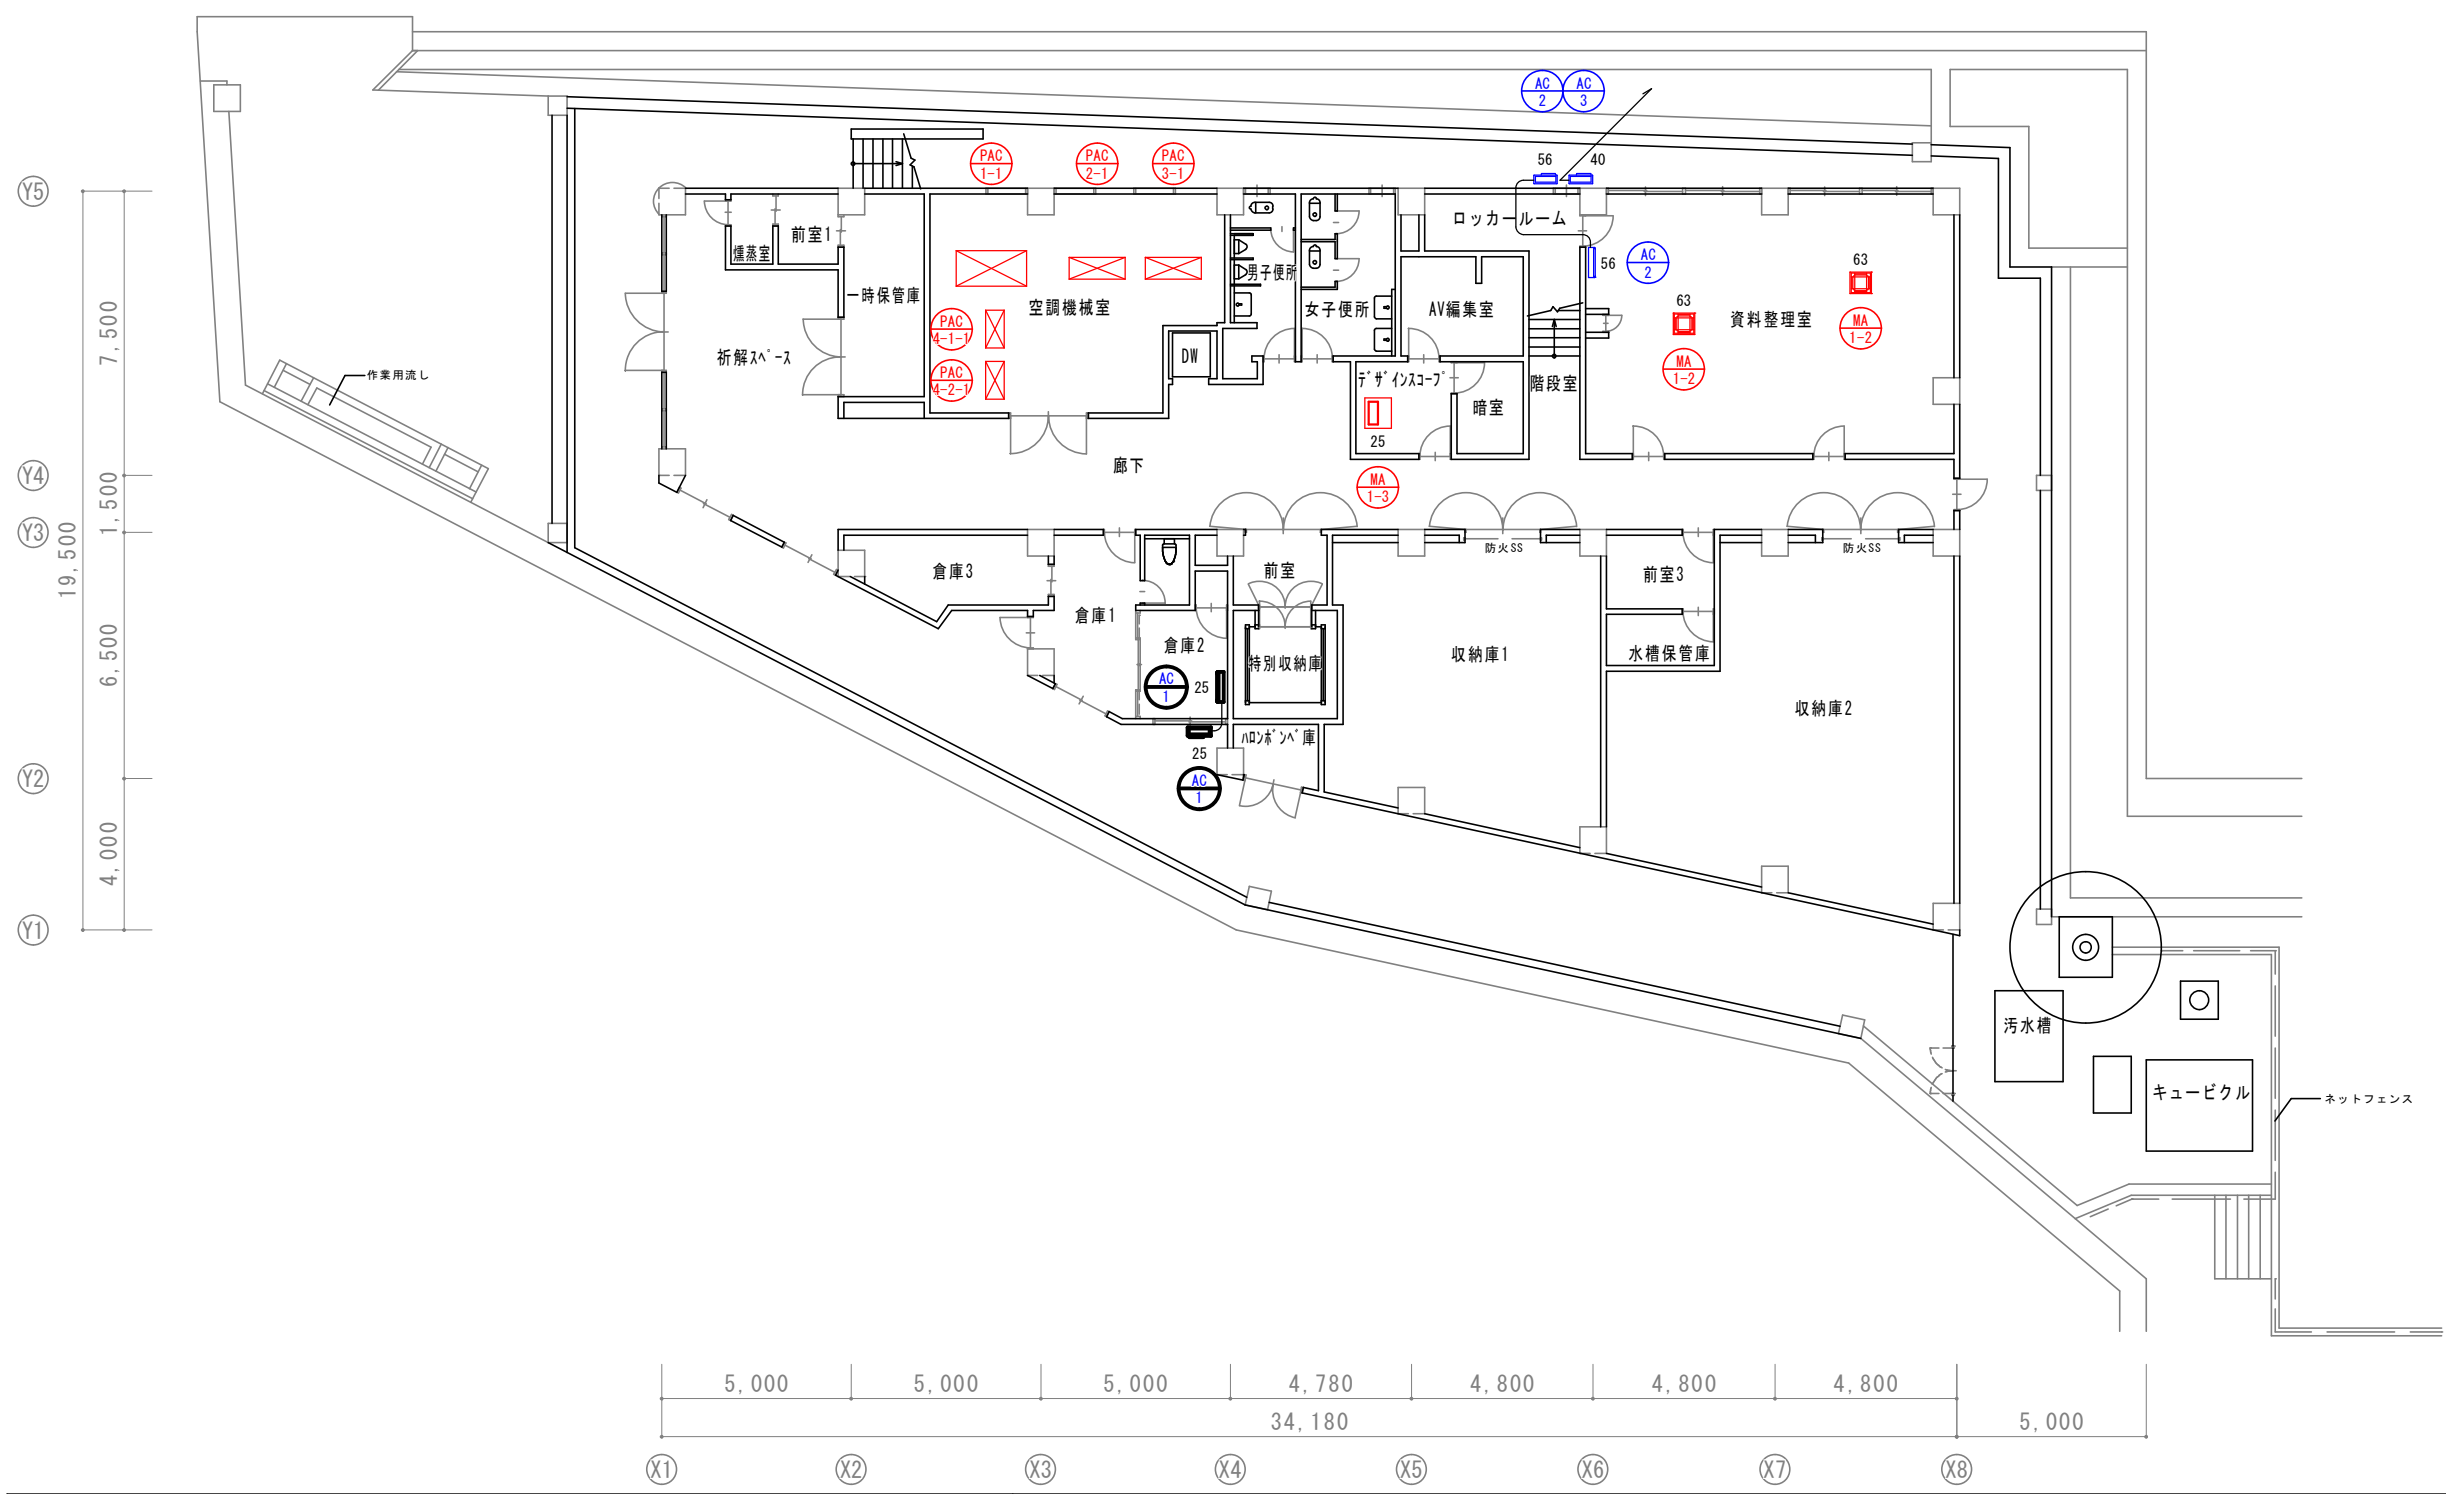 AC
2
AC
3
PAC
1-1
PAC
2-1
PAC
3-1
56
40
Y5
ロッカールーム
前室1
燻蒸室
男子便所
56
AC
2
63
一時保管庫
空調機械室
女子便所
AV編集室
63
資料整理室
MA
1-2
PAC
4-1-1
7,500
祈解スペース
DW
MA
1-2
作業用流し
PAC
4-2-1
デザインスコープ
階段室
暗室
25
廊下
Y4
MA
1-3
1,500
Y3
19,500
防火SS
防火SS
倉庫3
前室
前室3
倉庫1
6,500
倉庫2
特別収納庫
収納庫1
水槽保管庫
AC
1
25
収納庫2
ハロンボンベ庫
25
Y2
AC
1
4,000
Y1
汚水槽
キュービクル
ネットフェンス
5,000
5,000
5,000
4,780
4,800
4,800
4,800
34,180
5,000
X1
X2
X3
X4
X5
X6
X7
X8